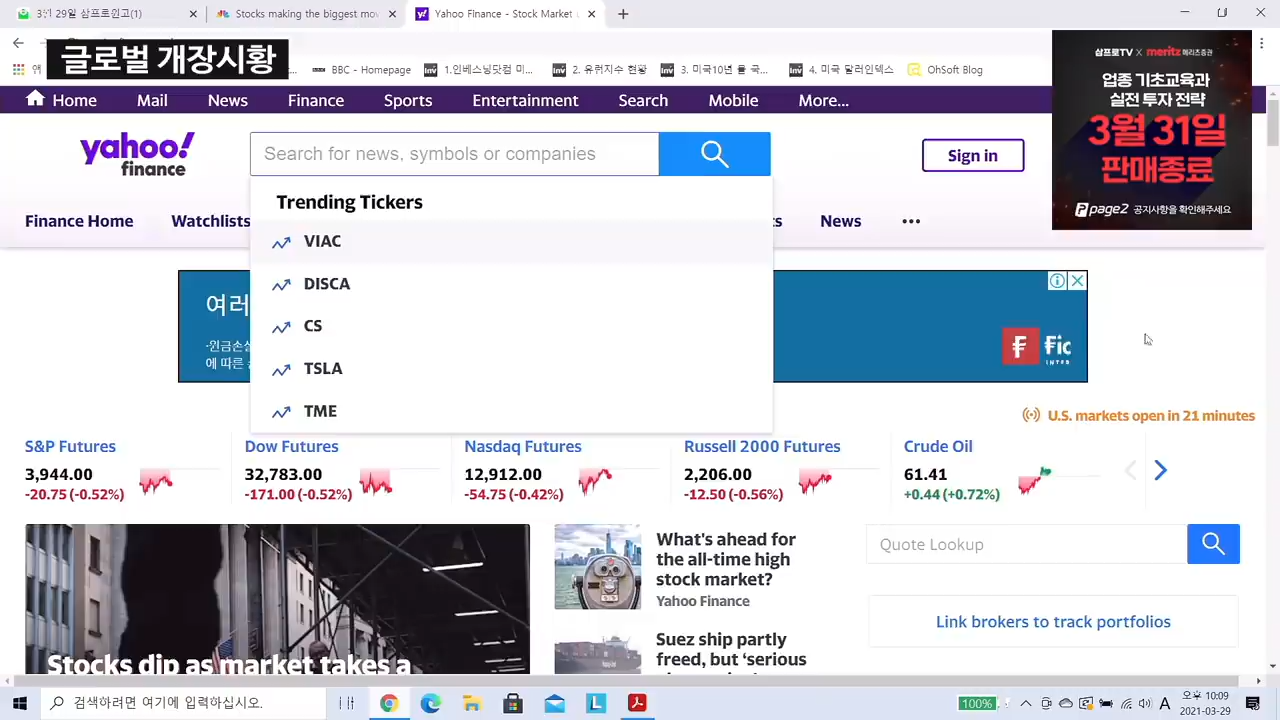 3월 29일 삼프로원고(1)
Stocks making the biggest mov
Yahoo Finance - Stock Market
글로벌 개장시황
BBC - Homepage
1.인베스팅닷컴 미...
2. 유럽지수 현황
3. 미국10년 물 국...
4. 미국 달러인덱스
OhSoft Blog
Home
Mail
News
Finance
Sports
Entertainment
Search
Mobile
More...
삼프로TV X meritz 메리츠증권
업종 기초교육과
실전 투자 전략
3월 31일
판매종료
page2 공지사항을 확인해주세요
yahoo!
finance
Search for news, symbols or companies
Sign in
Finance Home
Watchlists
News
Trending Tickers
VIAC
DISCA
CS
TSLA
TME
여러
-원금손실
에 따른
Fic
INTER
U.S. markets open in 21 minutes
S&P Futures
3,944.00
-20.75 (-0.52%)
Dow Futures
32,783.00
-171.00 (-0.52%)
Nasdaq Futures
12,912.00
-54.75 (-0.42%)
Russell 2000 Futures
2,206.00
-12.50 (-0.56%)
Crude Oil
61.41
+0.44 (+0.72%)
Stocks dip as market takes a
What's ahead for
the all-time high
stock market?
Yahoo Finance
Suez ship partly
freed, but ‘serious
Quote Lookup
Link brokers to track portfolios
검색하려면 여기에 입력하십시오.
100%
A
오후 10:09
2021-03-29